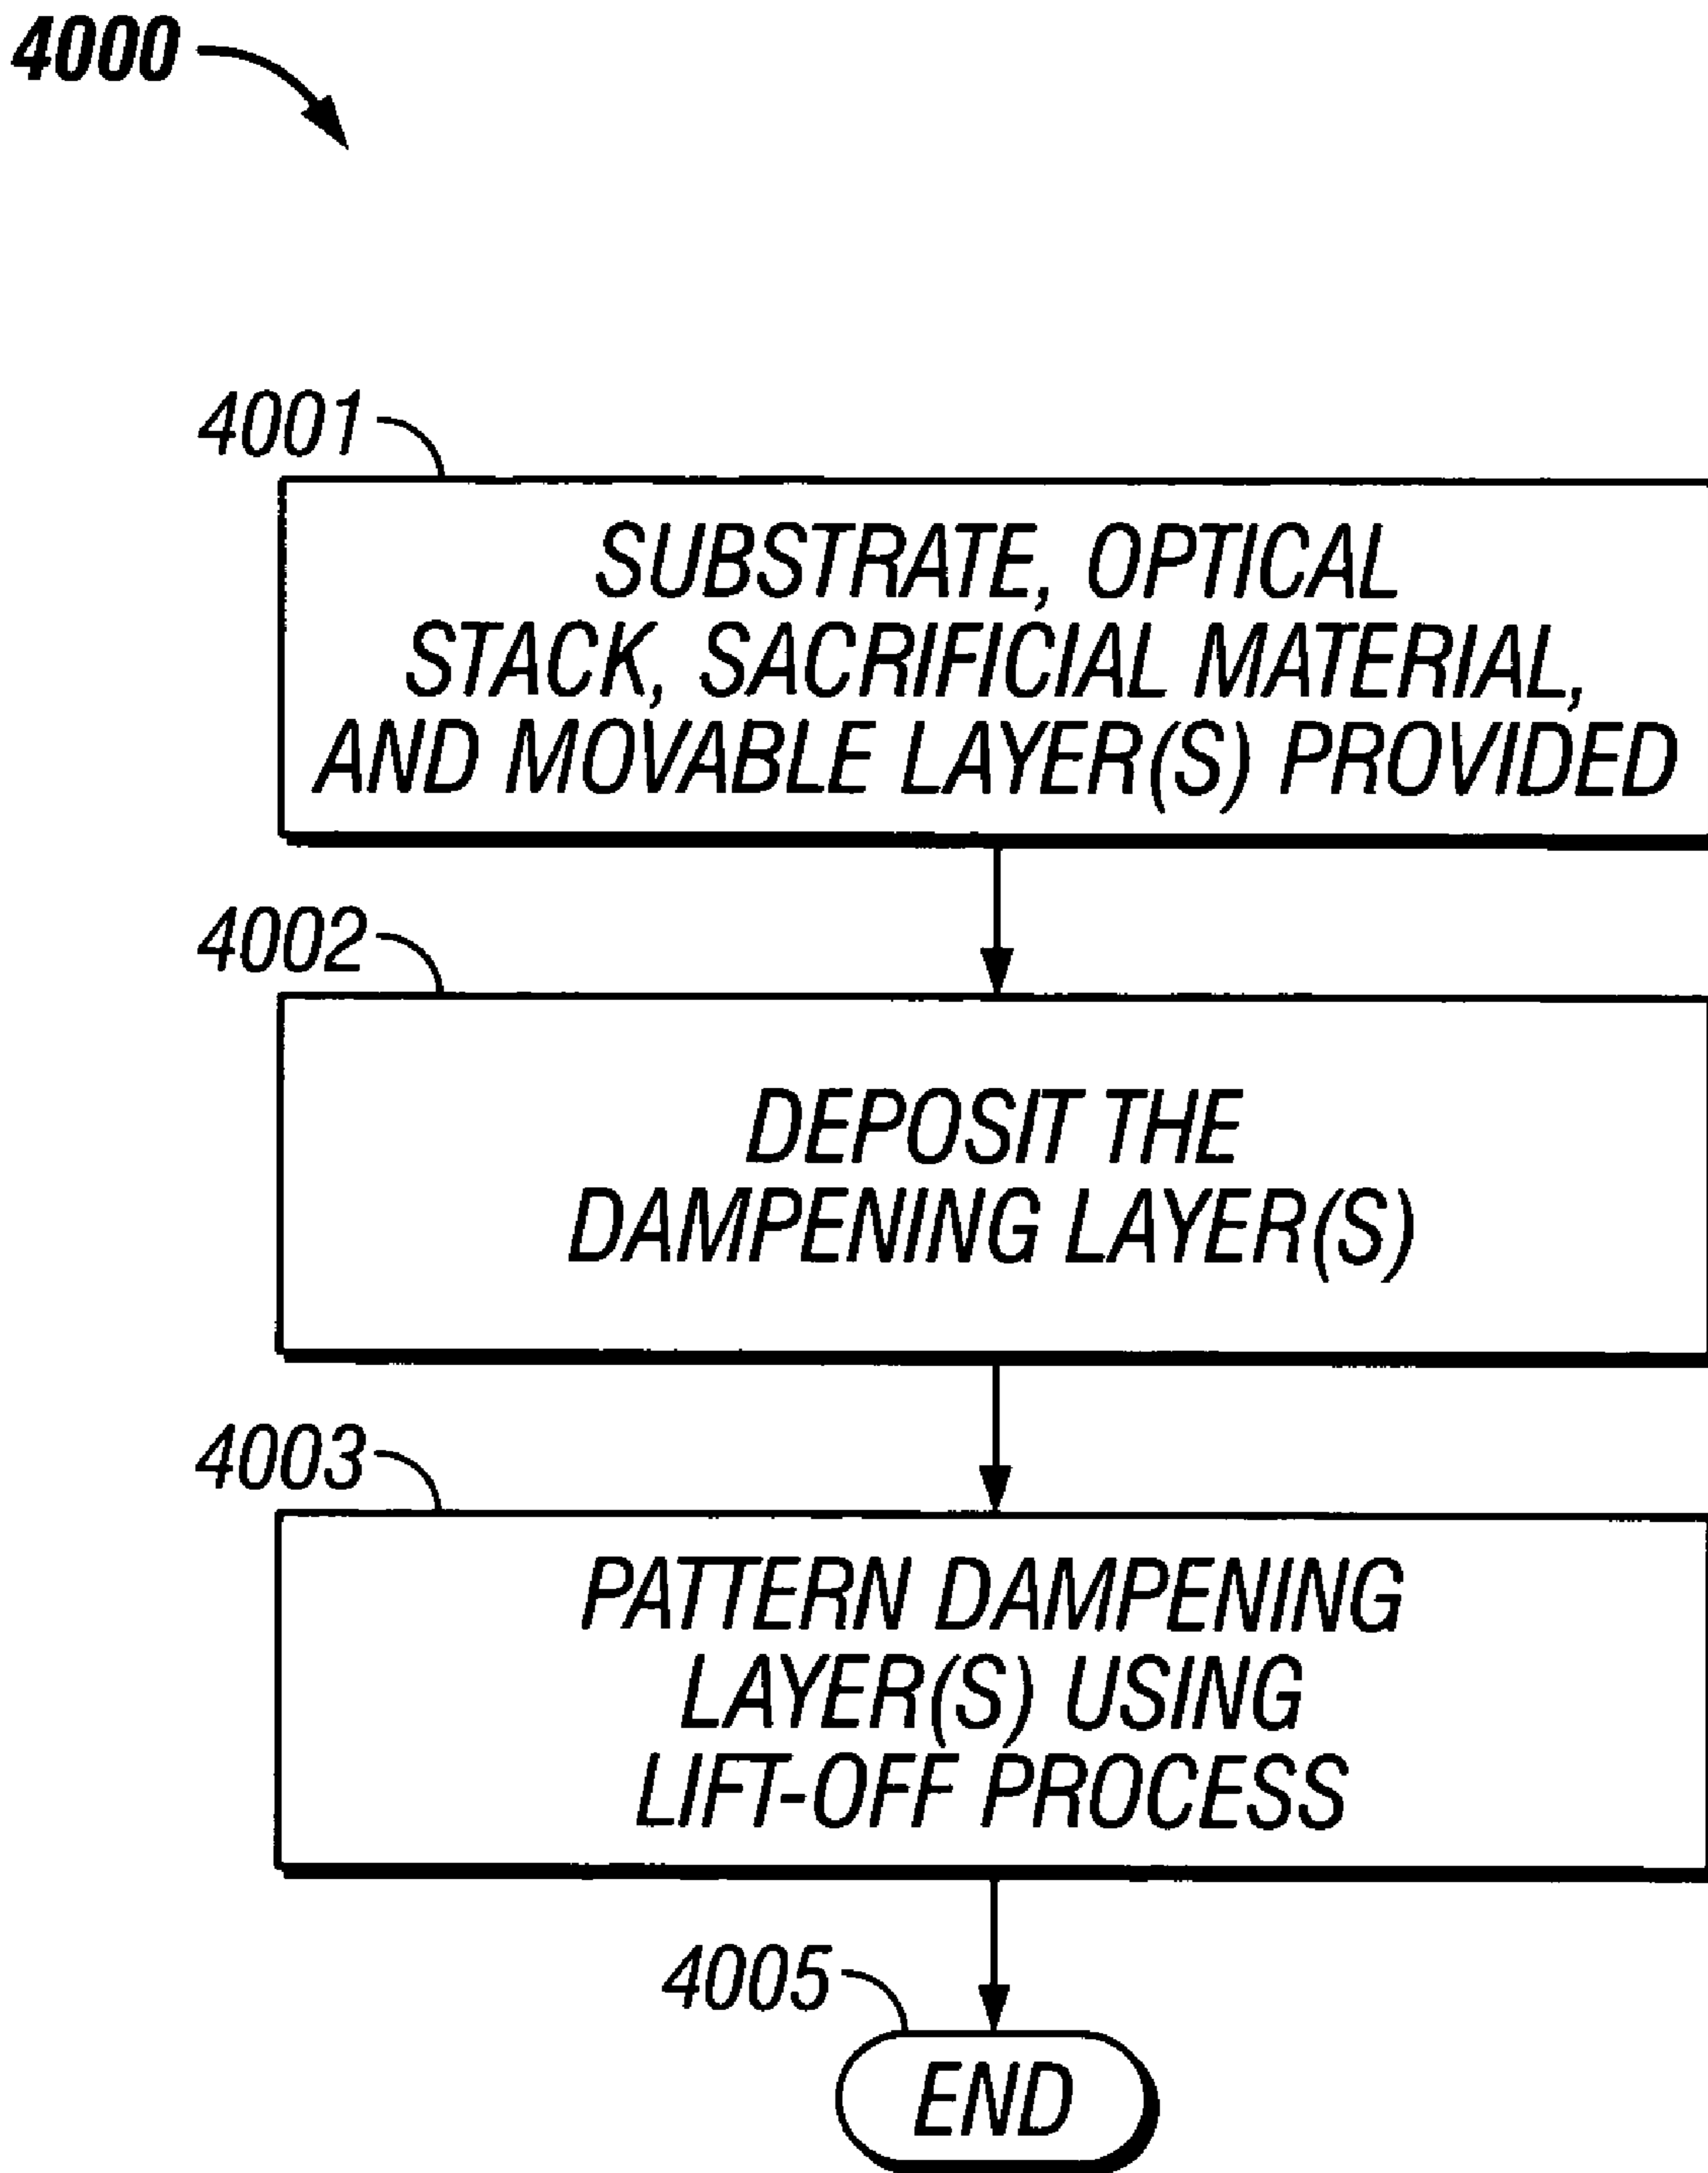 4000
4001
SUBSTRATE, OPTICAL
STACK, SACRIFICIAL MATERIAL,
AND MOVABLE LAYER(S) PROVIDED
4002
DEPOSIT THE
DAMPENING LAYER(S)
4003
PATTERN DAMPENING
LAYER(S) USING
LIFT-OFF PROCESS
4005
END